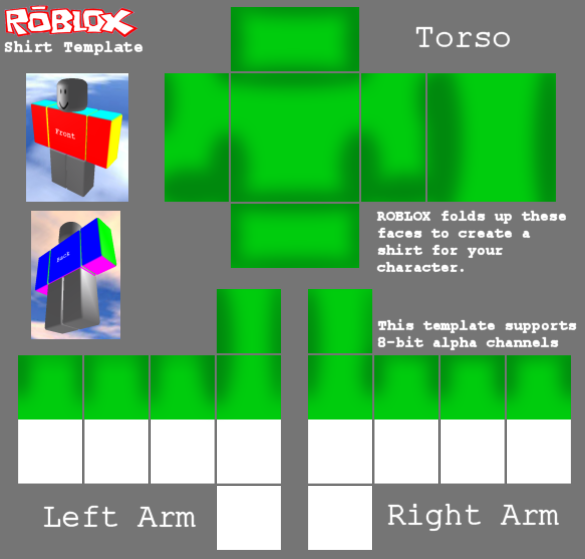 RŌBLOX
Shirt Template
Torso
Front
Back
ROBLOX folds up these
faces to create a
shirt for your
character.
This template supports
8-bit alpha channels
Left Arm
Right Arm